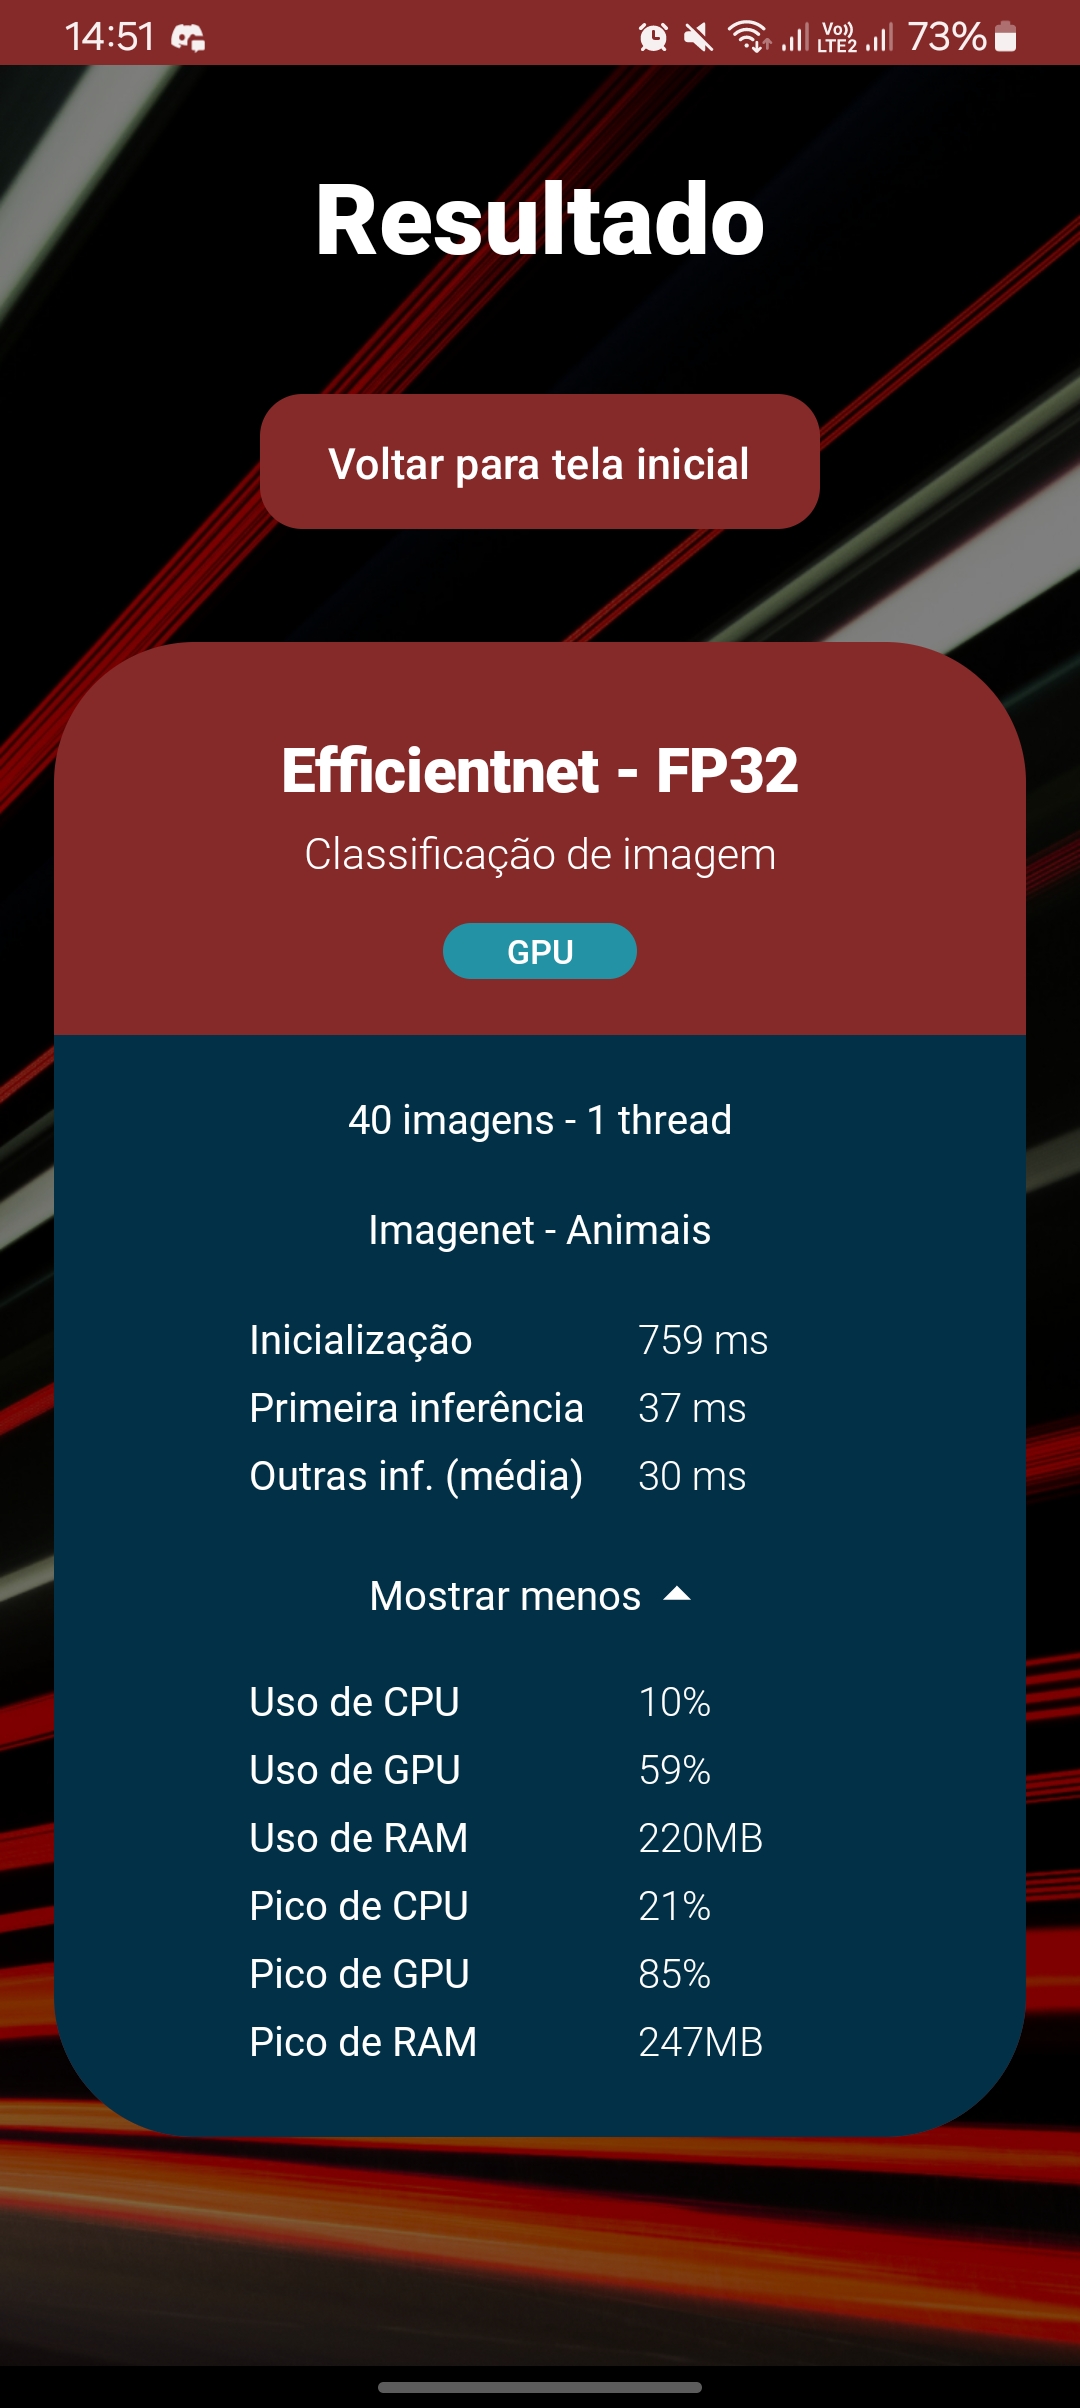 14:51 Vo)) LTE2 73%
Resultado
Voltar para tela inicial
Efficientnet - FP32
Classificação de imagem
GPU
40 imagens - 1 thread
Imagenet - Animais
Inicialização 759 ms
Primeira inferência 37 ms
Outras inf. (média) 30 ms
Mostrar menos
Uso de CPU 10%
Uso de GPU 59%
Uso de RAM 220MB
Pico de CPU 21%
Pico de GPU 85%
Pico de RAM 247MB